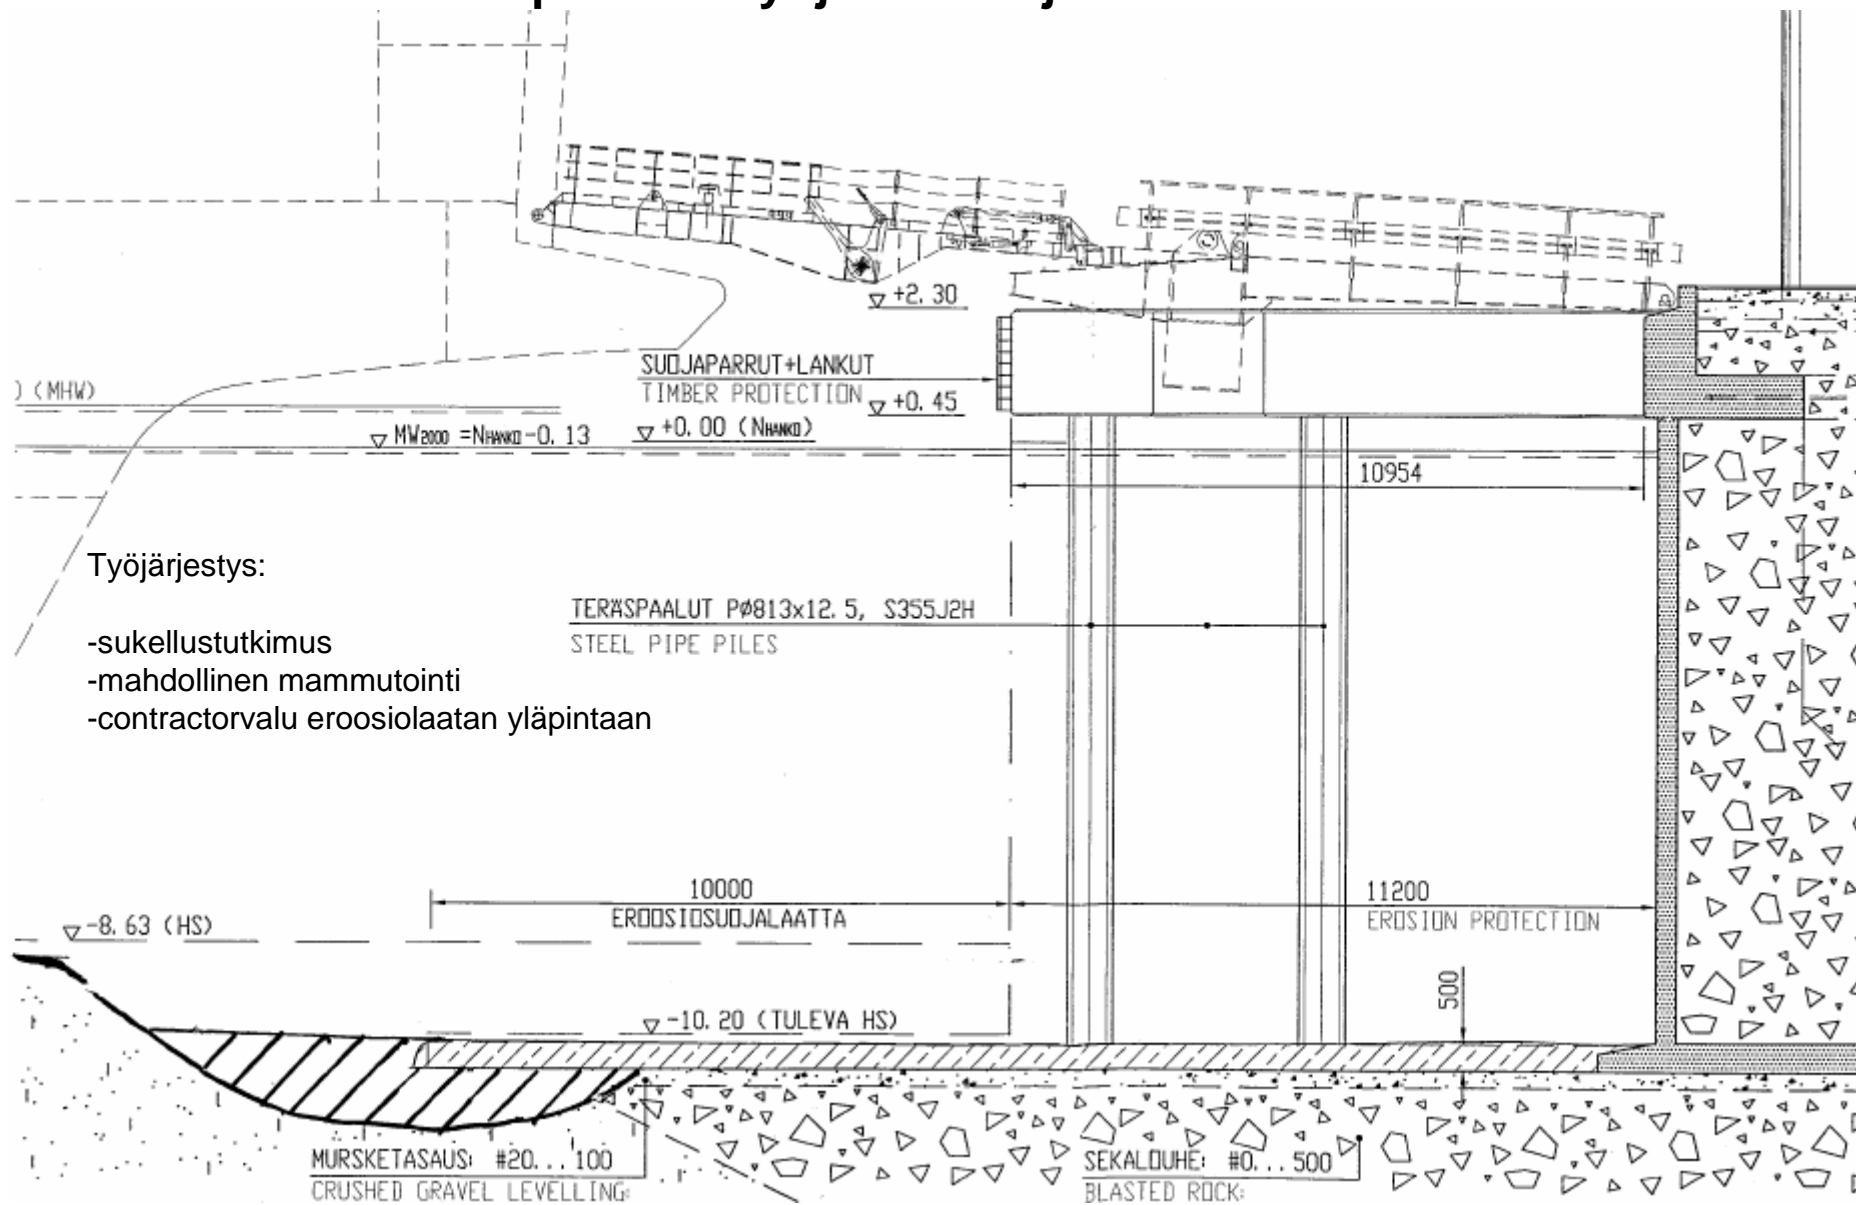 +2.30
SUOJAPARRUT+LANKUT
TIMBER PROTECTION
) (MHW)
+0.45
MW2000 =NHANKO-0.13
+0.00 (NHANKO)
10954
Työjärjestys:
TERÄSPAALUT PØ813x12.5, S355J2H
STEEL PIPE PILES
-sukellustutkimus
-mahdollinen mammutointi
-contractorvalu eroosiolaatan yläpintaan
10000
EROOSIOSUOJALAATTA
11200
EROSION PROTECTION
-8.63 (HS)
500
-10.20 (TULEVA HS)
MURSKETASAUS: #20...100
CRUSHED GRAVEL LEVELLING:
SEKALOUHE: #0...500
BLASTED ROCK: